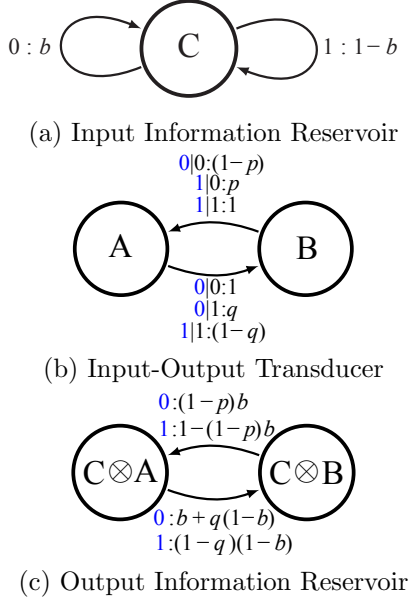 0 : b
C
1 : 1−b
(a) Input Information Reservoir
0|0:(1−p)
1|0:p
1|1:1
A
B
0|0:1
0|1:q
1|1:(1−q)
(b) Input-Output Transducer
0:(1−p)b
1:1−(1−p)b
C⊗A
C⊗B
0:b+q(1−b)
1:(1−q)(1−b)
(c) Output Information Reservoir